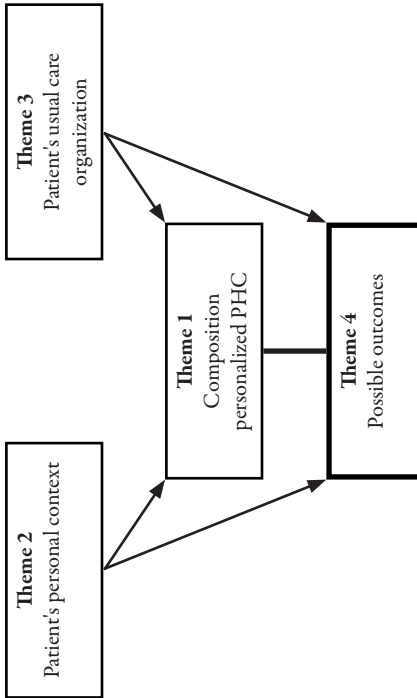 Theme 2
Patient's personal context
Theme 3
Patient's usual care
organization
Theme 1
Composition
personalized PHC
Theme 4
Possible outcomes